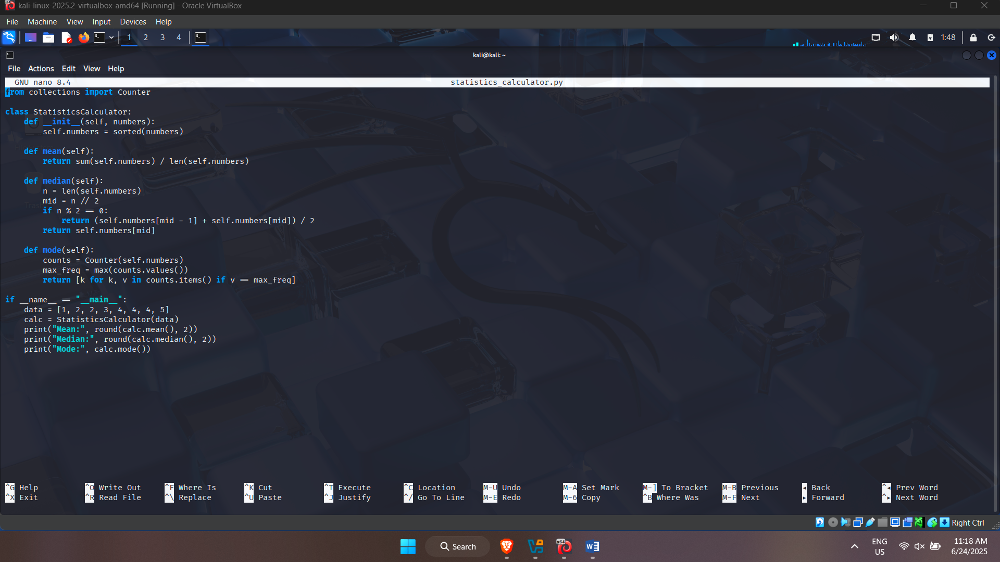 kali-linux-2025.2-virtualbox-amd64 [Running] - Oracle VirtualBox
File Machine View Input Devices Help
1 2 3 4 1:48
kali@kali: ~
File Actions Edit View Help
GNU nano 8.4 statistics_calculator.py
from collections import Counter
class StatisticsCalculator:
    def __init__(self, numbers):
        self.numbers = sorted(numbers)
    def mean(self):
        return sum(self.numbers) / len(self.numbers)
    def median(self):
        n = len(self.numbers)
        mid = n // 2
        if n % 2 == 0:
            return (self.numbers[mid - 1] + self.numbers[mid]) / 2
        return self.numbers[mid]
    def mode(self):
        counts = Counter(self.numbers)
        max_freq = max(counts.values())
        return [k for k, v in counts.items() if v == max_freq]
if __name__ == "__main__":
    data = [1, 2, 2, 3, 4, 4, 4, 5]
    calc = StatisticsCalculator(data)
    print("Mean:", round(calc.mean(), 2))
    print("Median:", round(calc.median(), 2))
    print("Mode:", calc.mode())
^G Help ^O Write Out ^F Where Is ^K Cut ^T Execute ^C Location M-U Undo M-A Set Mark M-] To Bracket M-B Previous ◂ Back ^◂ Prev Word
^X Exit ^R Read File ^\ Replace ^U Paste ^J Justify ^/ Go To Line M-E Redo M-6 Copy ^B Where Was M-F Next ▸ Forward ^▸ Next Word
Right Ctrl
Search
ENG 11:18 AM
US 6/24/2025